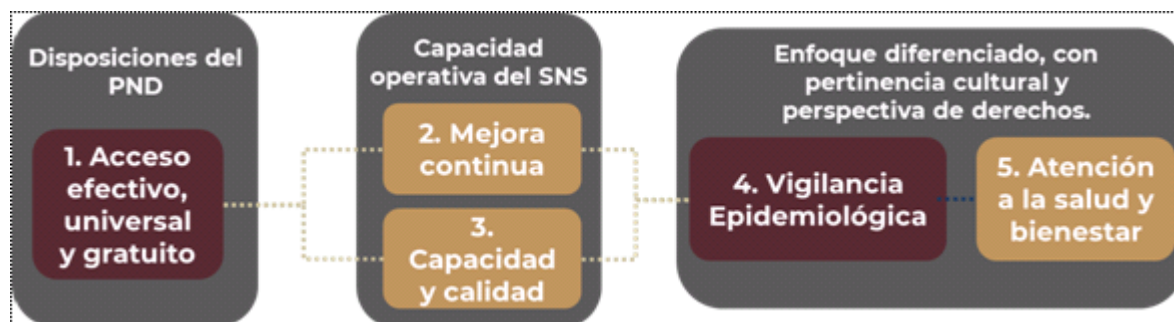 Disposiciones del
PND
1. Acceso
efectivo,
universal
y gratuito
Capacidad
operativa del SNS
2. Mejora
continua
3.
Capacidad
y calidad
Enfoque diferenciado, con
pertinencia cultural y
perspectiva de derechos.
4. Vigilancia
Epidemiológica
5. Atención
a la salud y
bienestar